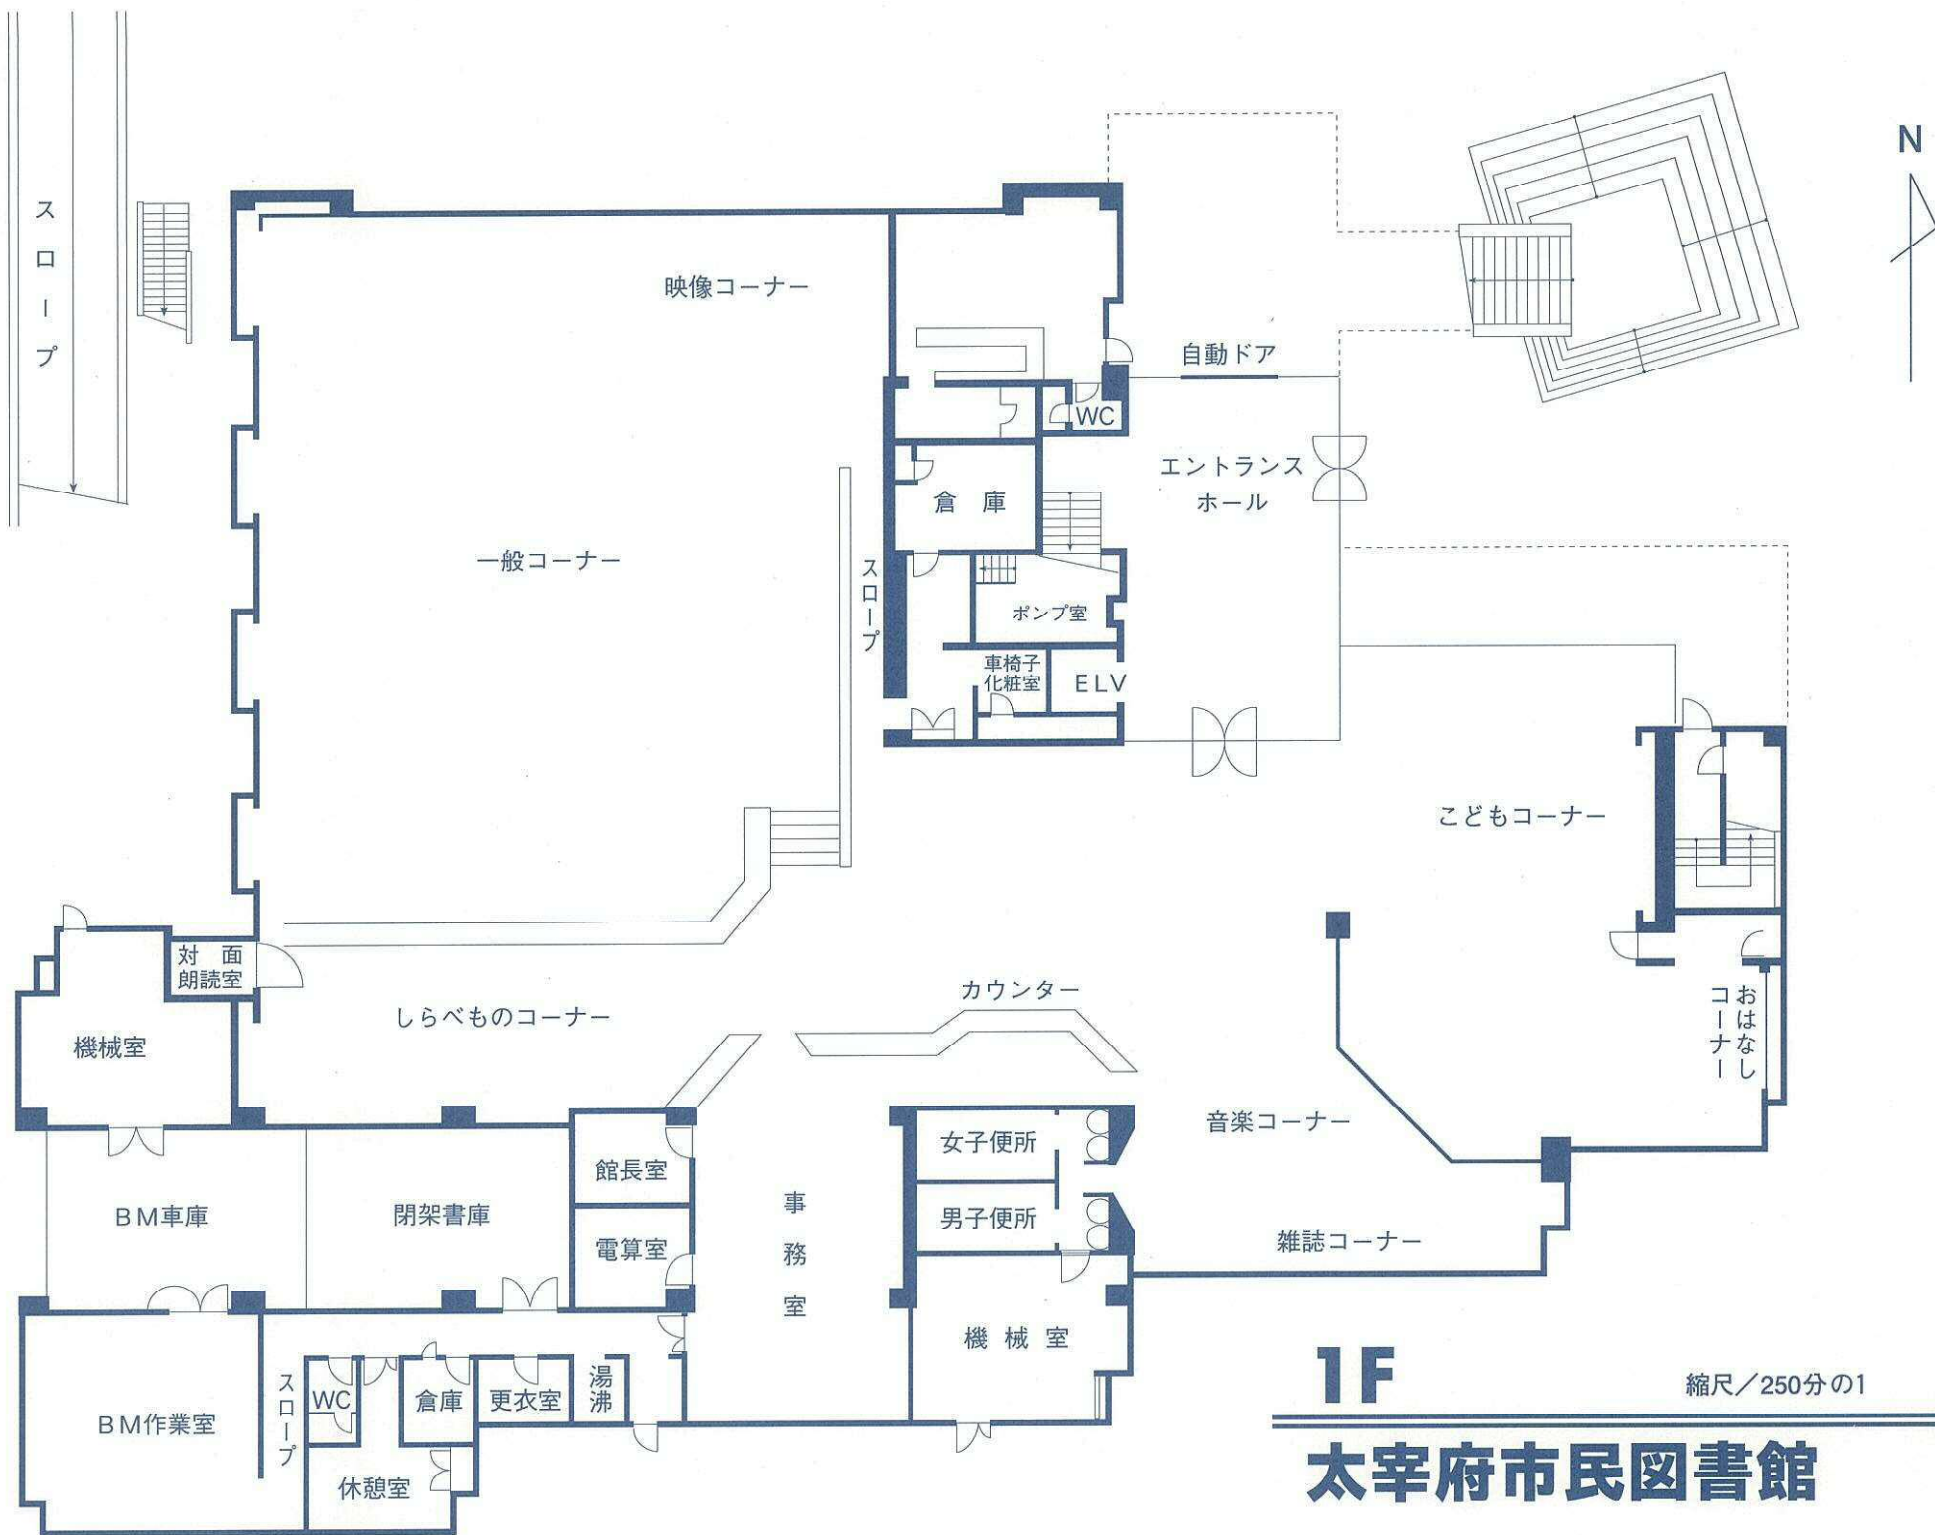 N
スロープ
映像コーナー
自動ドア
WC
エントランス
ホール
倉 庫
一般コーナー
スロープ
ポンプ室
車椅子
化粧室
ELV
こどもコーナー
対 面
朗読室
しらべものコーナー
カウンター
おはなし
コーナー
機械室
音楽コーナー
女子便所
館長室
事務室
BM車庫
閉架書庫
男子便所
電算室
雑誌コーナー
機 械 室
スロープ
WC
倉庫
更衣室
湯沸
BM作業室
休憩室
1F
縮尺/250分の1
太宰府市民図書館